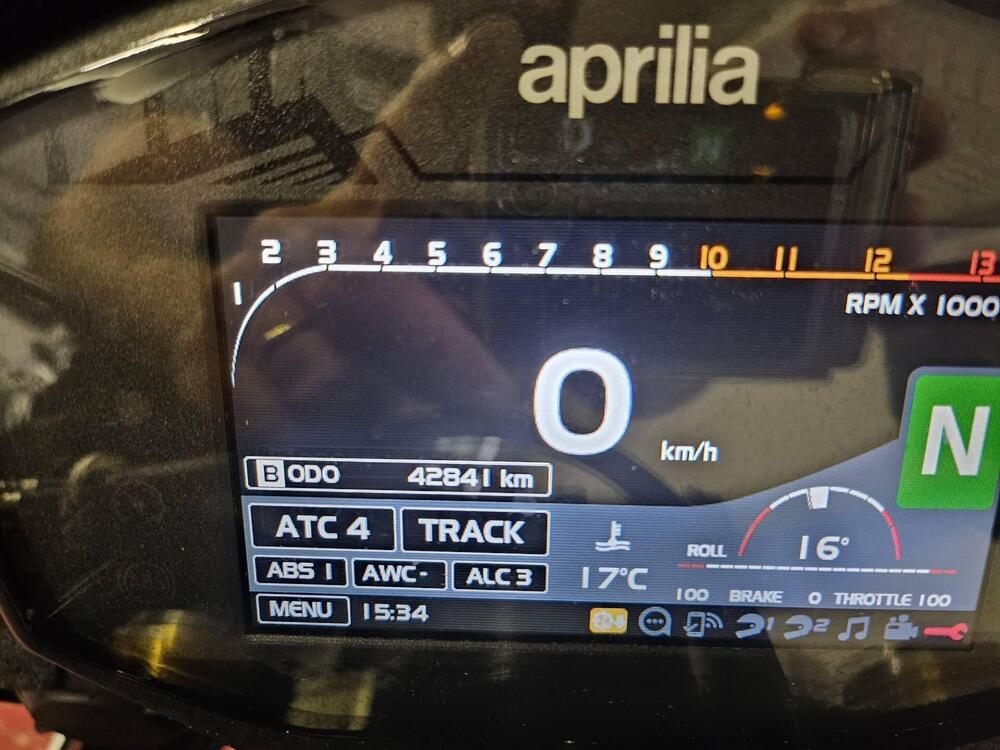 aprilia
1 2 3 4 5 6 7 8 9 10 11 12 13
RPM X 1000
0 km/h
N
B ODO 42841 km
ATC 4 TRACK
ROLL 16°
ABS 1 AWC- ALC 3 17°C
100 BRAKE 0 THROTTLE 100
MENU 15:34
1 2